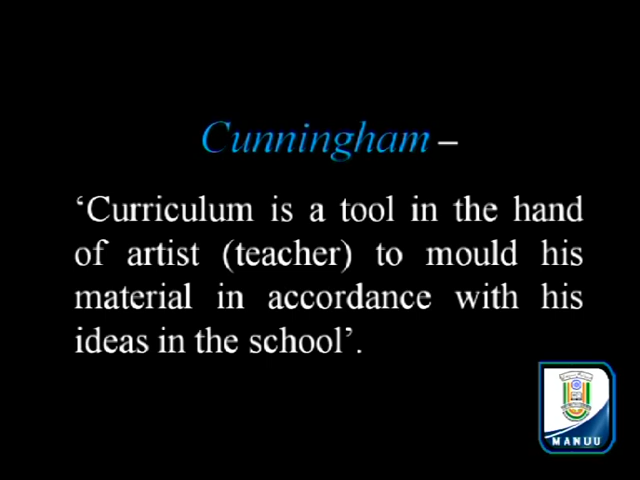 Cunningham –
‘Curriculum is a tool in the hand
of artist (teacher) to mould his
material in accordance with his
ideas in the school’.
MANUU